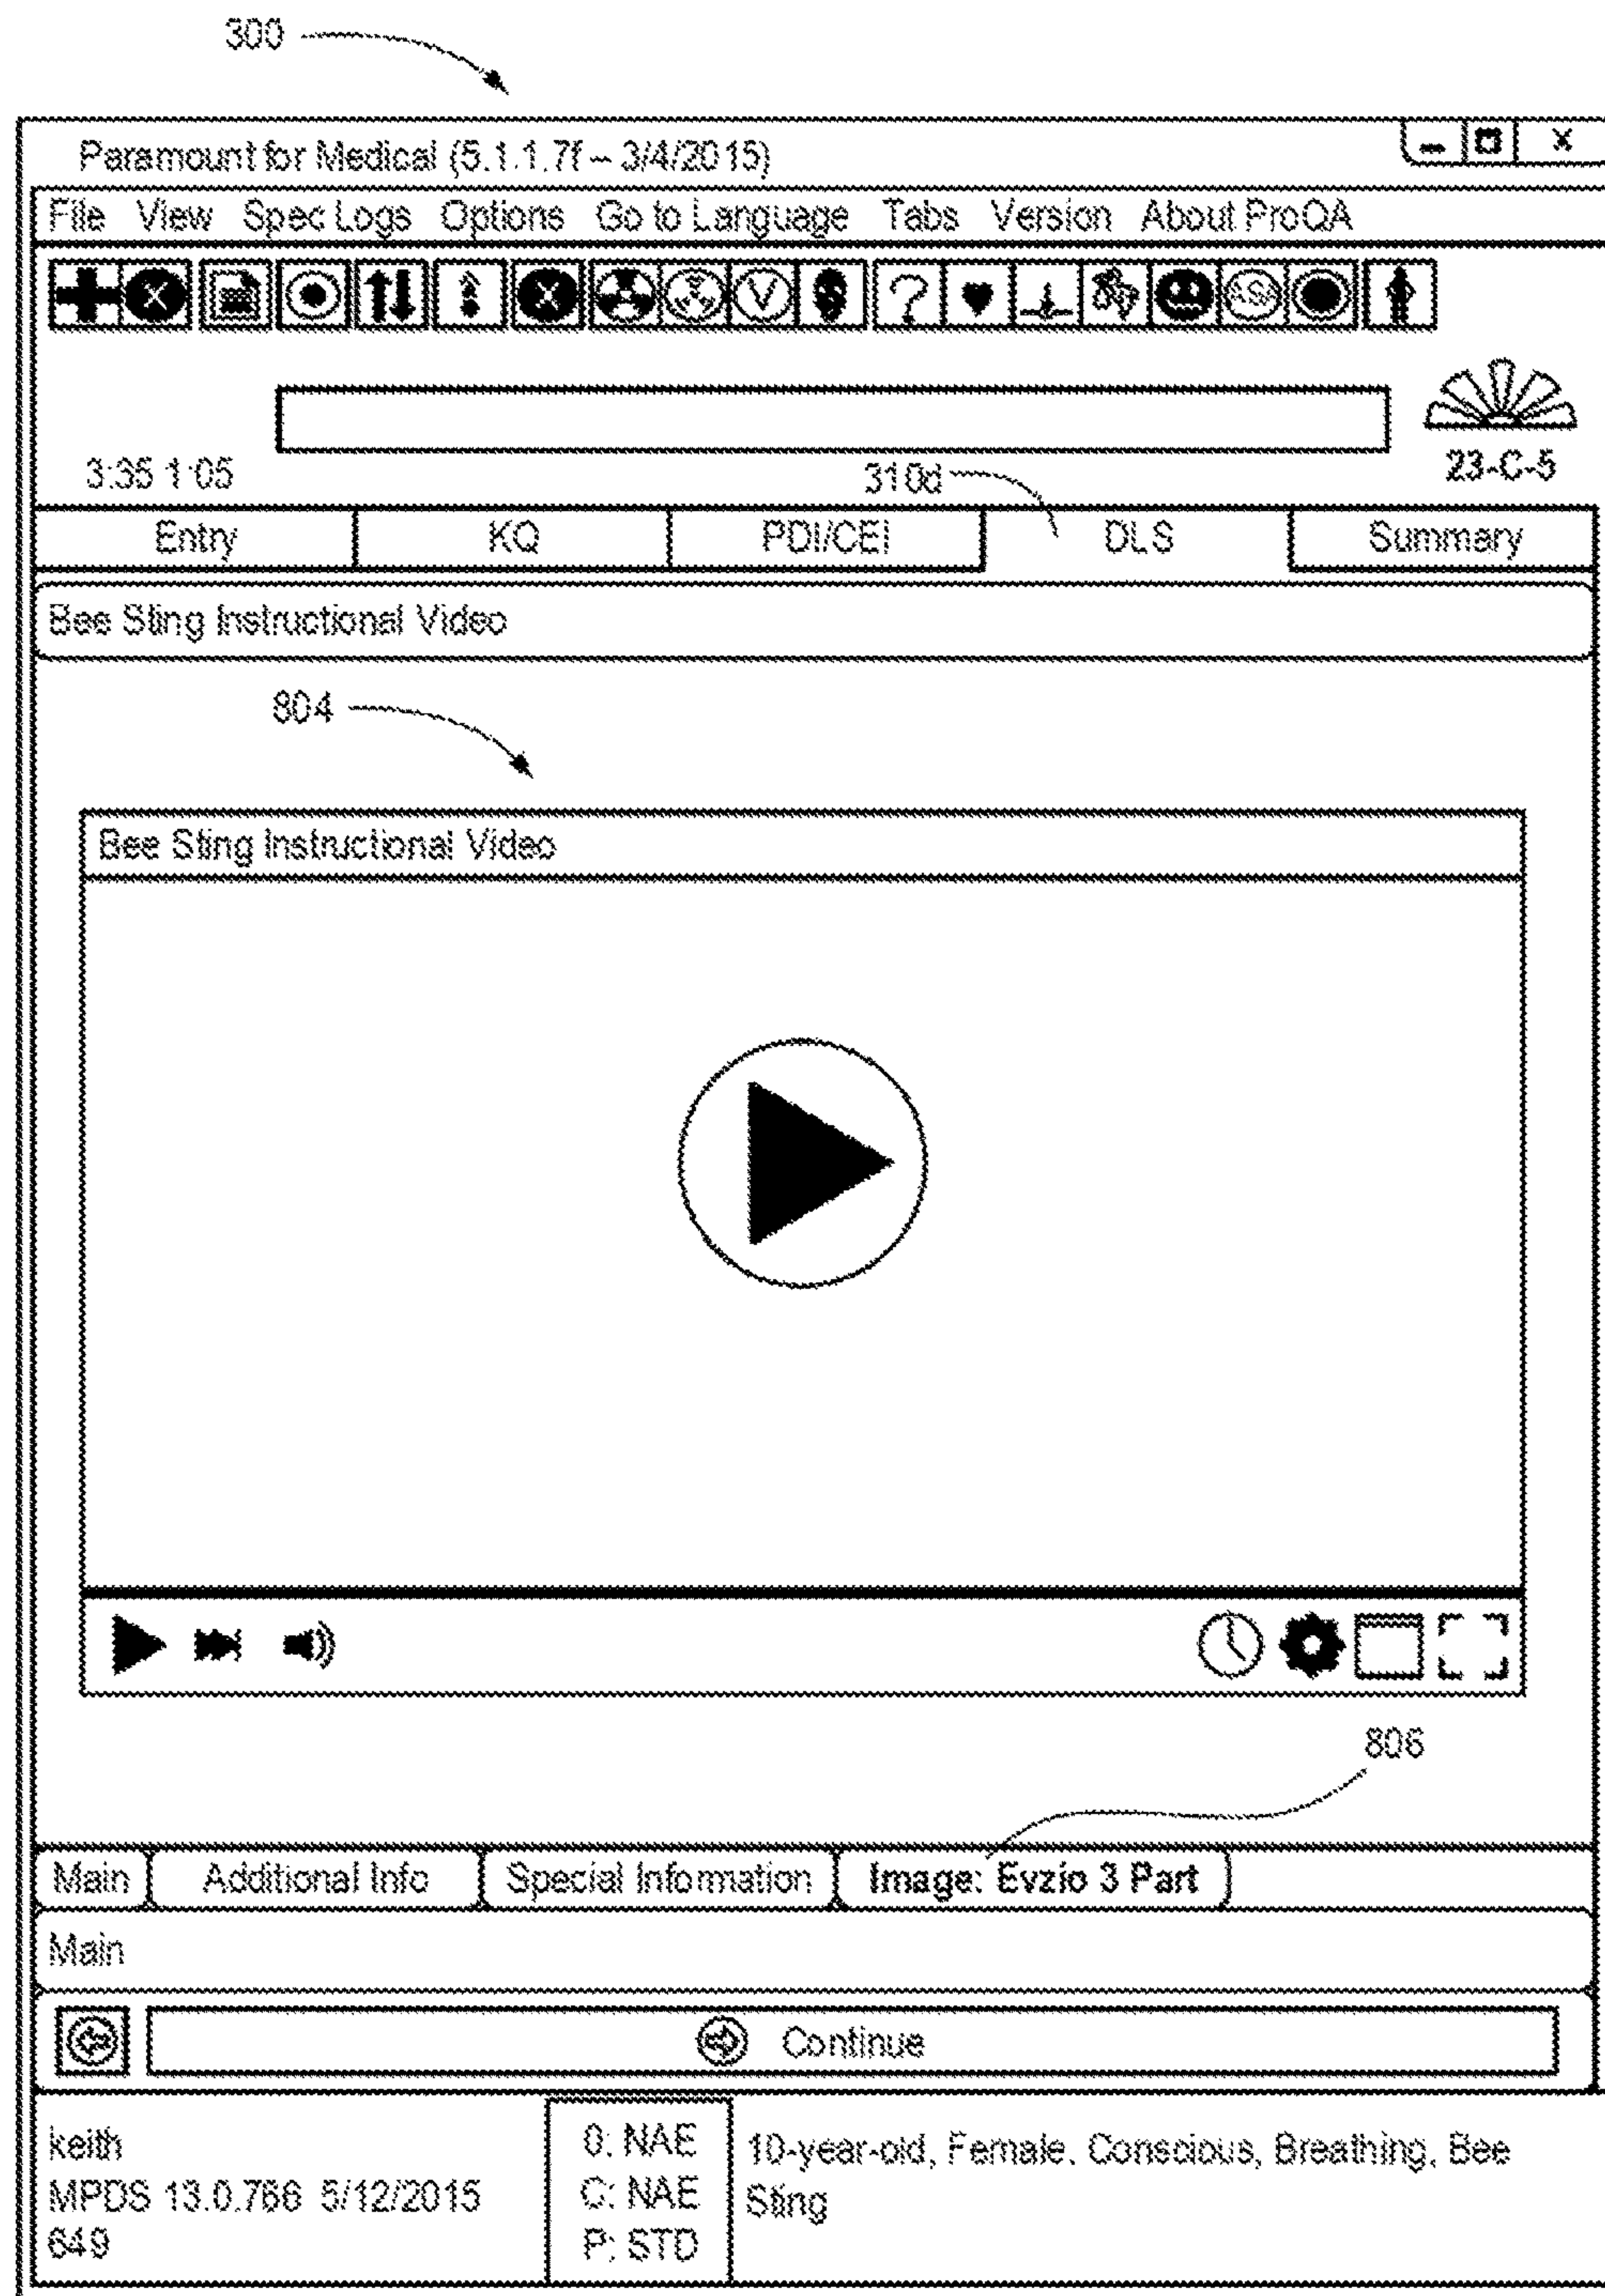 300
Paramount for Medical (5.1.1.7f – 3/4/2015)
File View Spec Logs Options Go to Language Tabs Version About ProQA
3:35 1:05
310d
23-C-5
Entry KQ PDI/CEI DLS Summary
Bee Sting Instructional Video
804
Bee Sting Instructional Video
806
Main Additional Info Special Information Image: Evzio 3 Part
Main
Continue
keith
MPDS 13.0.766 5/12/2015
649
0: NAE
C: NAE
P: STD
10-year-old, Female. Conscious, Breathing, Bee
Sting